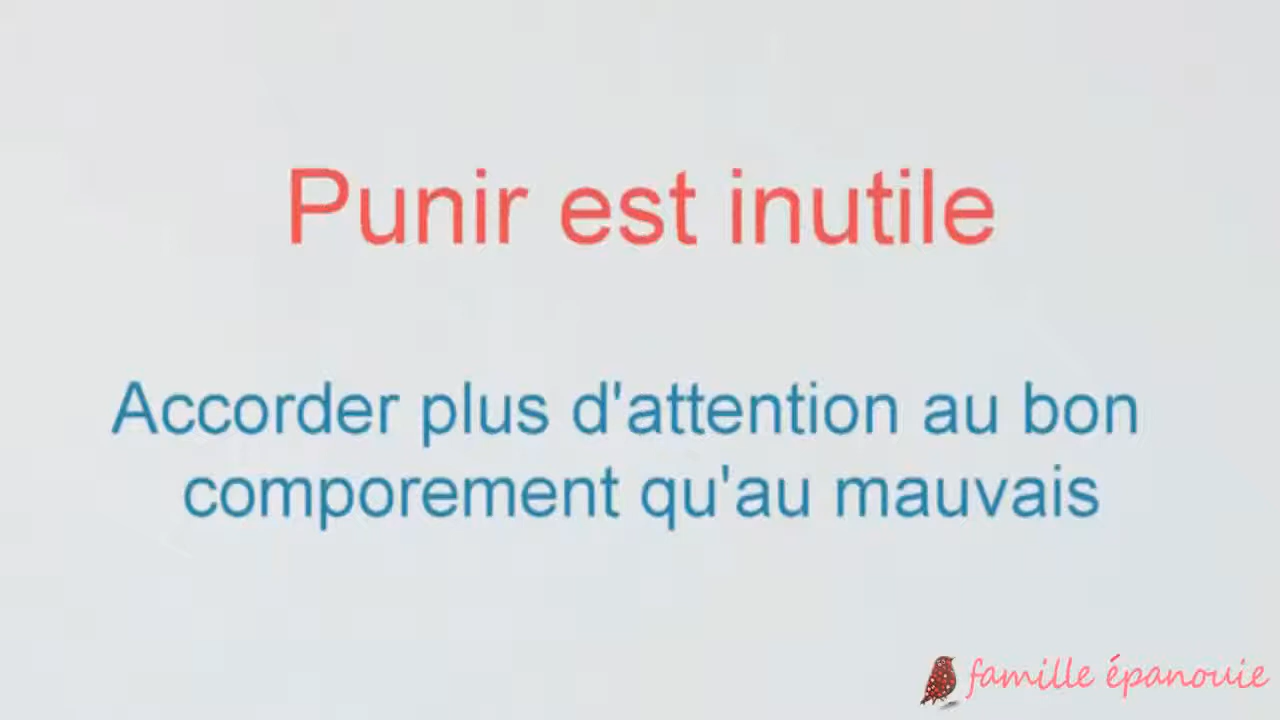 Punir est inutile
Accorder plus d'attention au bon
comporement qu'au mauvais
famille épanouie